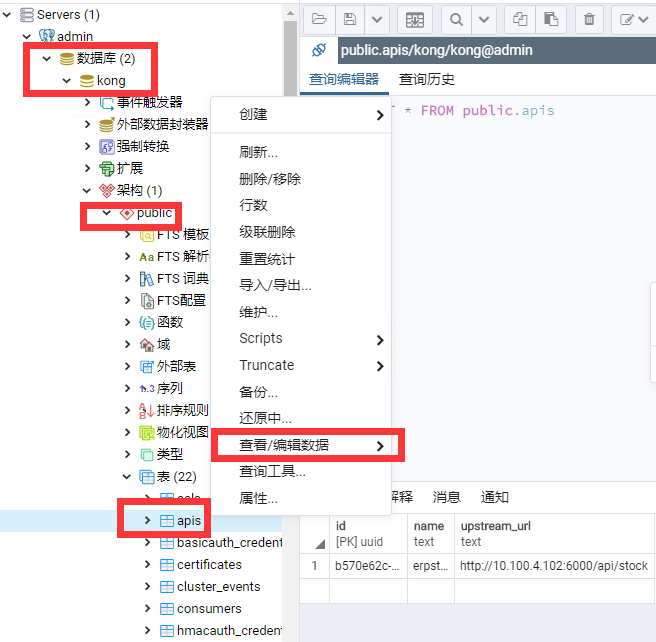 Servers (1)
admin
数据库 (2)
kong
事件触发器
外部数据封装器
强制转换
扩展
架构 (1)
public
FTS 模板
FTS 解析
FTS 词典
FTS配置
函数
域
外部表
序列
排序规则
物化视图
类型
表 (22)
apis
basicauth_credent
certificates
cluster_events
consumers
hmacauth_credent
创建
刷新...
删除/移除
行数
级联删除
重置统计
导入/导出...
维护...
Scripts
Truncate
备份...
还原中...
查看/编辑数据
查询工具...
属性...
public.apis/kong/kong@admin
查询编辑器 查询历史
* FROM public.apis
解释 消息 通知
id name upstream_url
[PK] uuid text text
1 b570e62c-... erpst... http://10.100.4.102:6000/api/stock